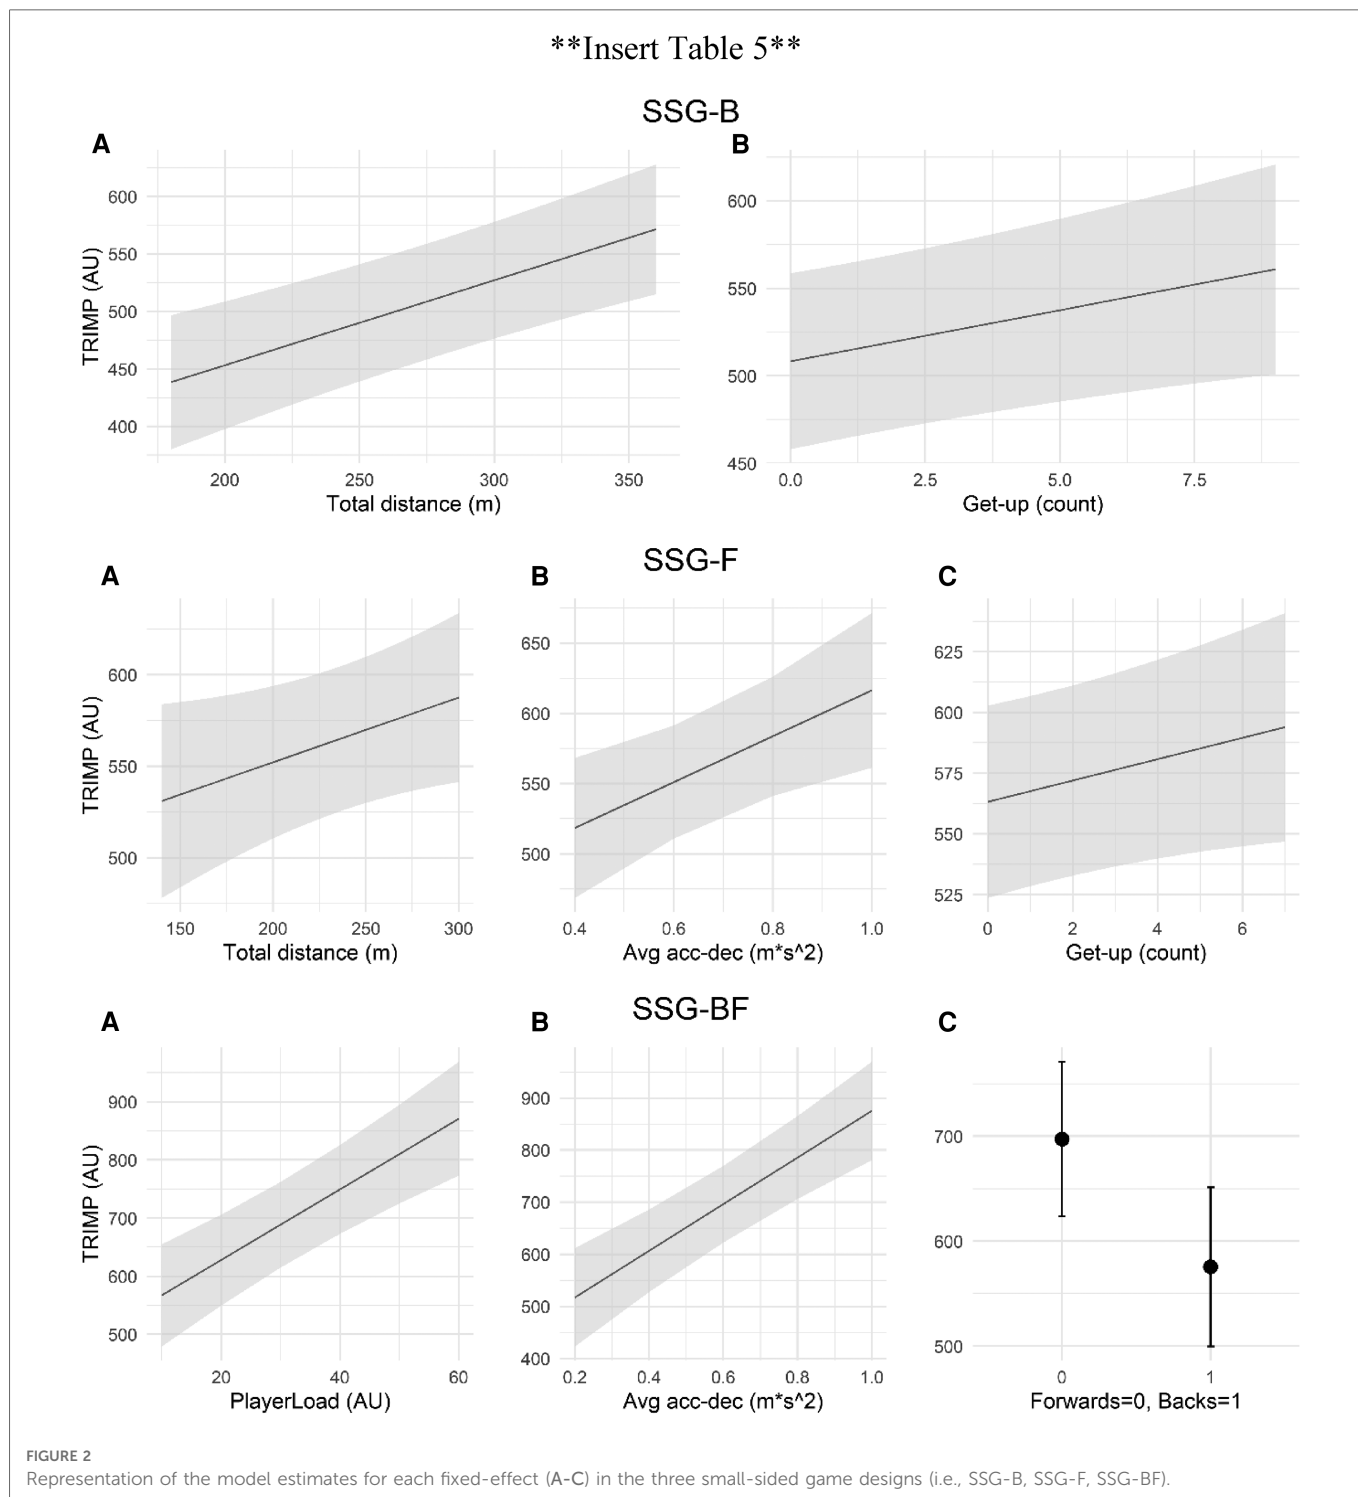 **Insert Table 5**
SSG-B
A
B
TRIMP (AU)
600
550
500
450
400
200
250
300
350
Total distance (m)
600
550
500
450
0.0
2.5
5.0
7.5
Get-up (count)
SSG-F
A
B
C
TRIMP (AU)
600
550
500
150
200
250
300
Total distance (m)
650
600
550
500
0.4
0.6
0.8
1.0
Avg acc-dec (m*s^2)
625
600
575
550
525
0
2
4
6
Get-up (count)
SSG-BF
A
B
C
TRIMP (AU)
900
800
700
600
500
20
40
60
PlayerLoad (AU)
900
800
700
600
500
400
0.2
0.4
0.6
0.8
1.0
Avg acc-dec (m*s^2)
700
600
500
0
1
Forwards=0, Backs=1
FIGURE 2
Representation of the model estimates for each fixed-effect (A-C) in the three small-sided game designs (i.e., SSG-B, SSG-F, SSG-BF).